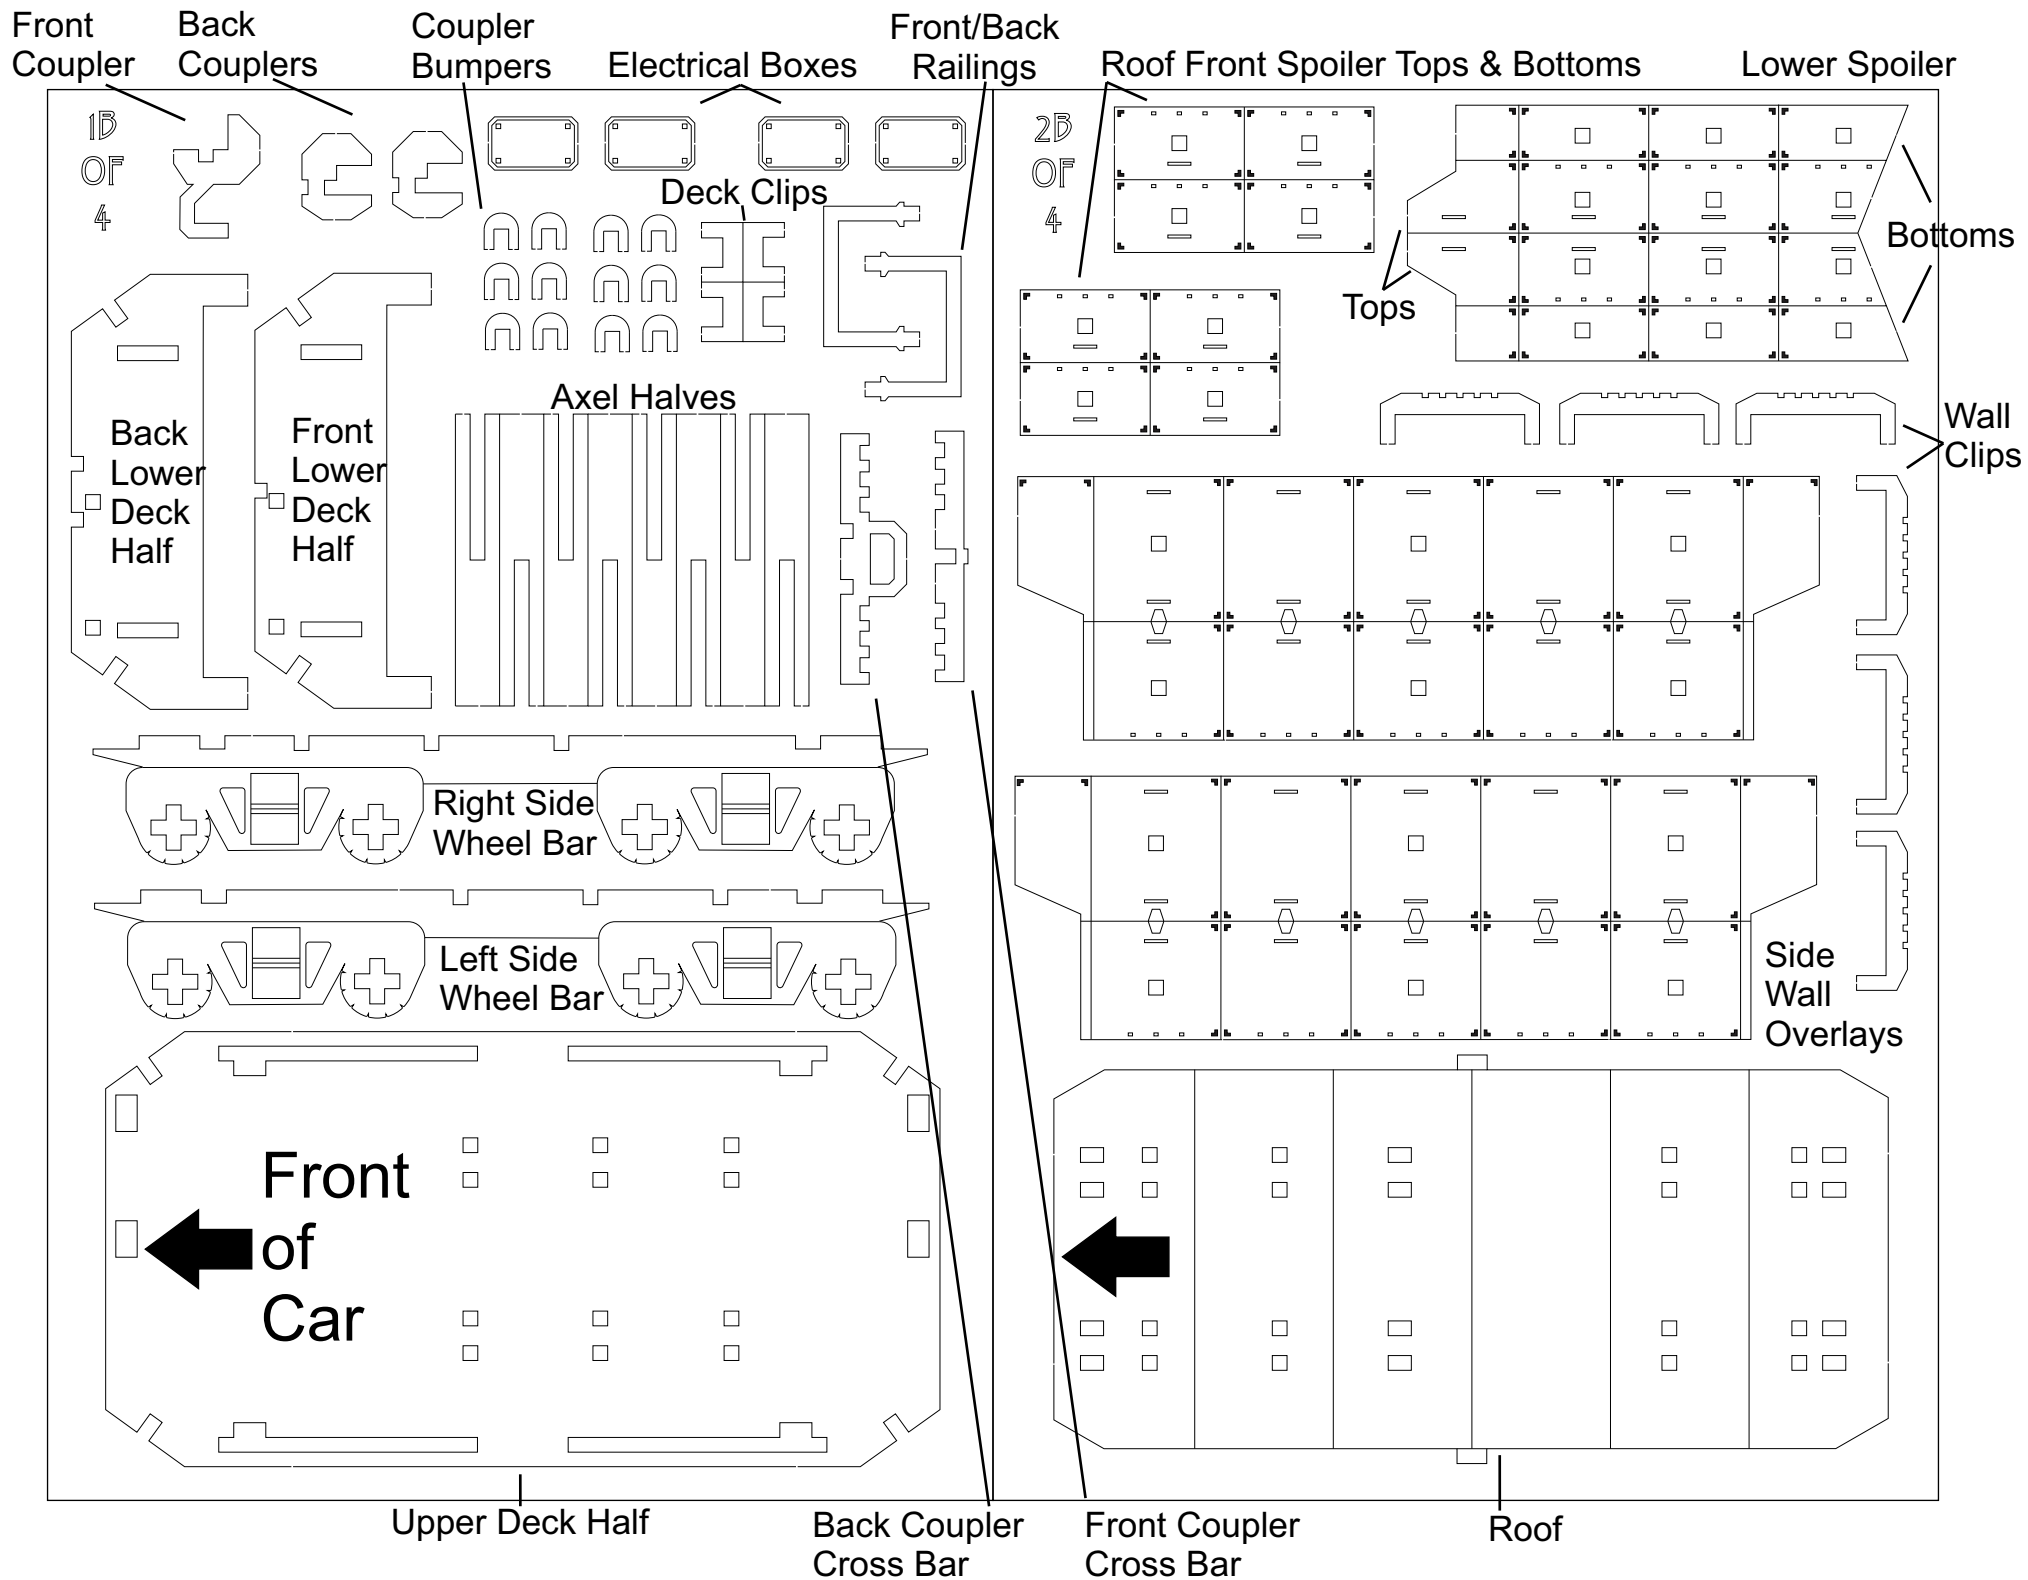 Front
Coupler
Back
Couplers
Coupler
Bumpers
Electrical Boxes
Front/Back
Railings
Roof Front Spoiler Tops & Bottoms
Lower Spoiler
1B
OF
4
2B
OF
4
Deck Clips
Bottoms
Tops
Axel Halves
Wall
Clips
Back
Lower
Deck
Half
Front
Lower
Deck
Half
Right Side
Wheel Bar
Left Side
Wheel Bar
Side
Wall
Overlays
Front
of
Car
Upper Deck Half
Back Coupler
Cross Bar
Front Coupler
Cross Bar
Roof